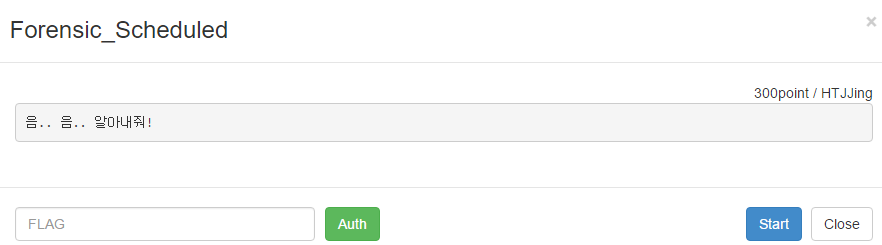 Forensic_Scheduled
×
300point / HTJJing
음.. 음.. 알아내줘!
FLAG
Auth
Start
Close